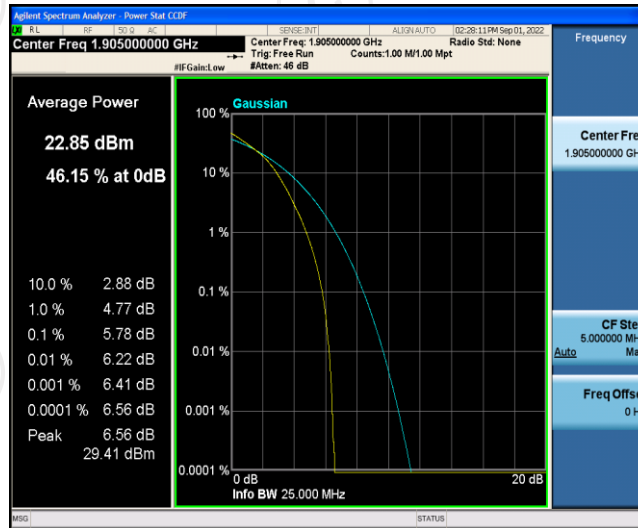 Agilent Spectrum Analyzer - Power Stat CCDF
RL RF 50 Ω AC SENSE:INT ALIGN AUTO 02:28:11 PM Sep 01, 2022
Center Freq 1.905000000 GHz
Center Freq: 1.905000000 GHz Radio Std: None
Trig: Free Run Counts:1.00 M/1.00 Mpt
#IFGain:Low #Atten: 46 dB
Frequency
Average Power
22.85 dBm
46.15 % at 0dB
10.0 % 2.88 dB
1.0 % 4.77 dB
0.1 % 5.78 dB
0.01 % 6.22 dB
0.001 % 6.41 dB
0.0001 % 6.56 dB
Peak 6.56 dB
29.41 dBm
Gaussian
100 %
10 %
1 %
0.1 %
0.01 %
0.001 %
0.0001 %
0 dB 20 dB
Info BW 25.000 MHz
Center Fre
1.905000000 GH
CF Ste
5.000000 MH
Auto Ma
Freq Offse
0 H
MSG STATUS